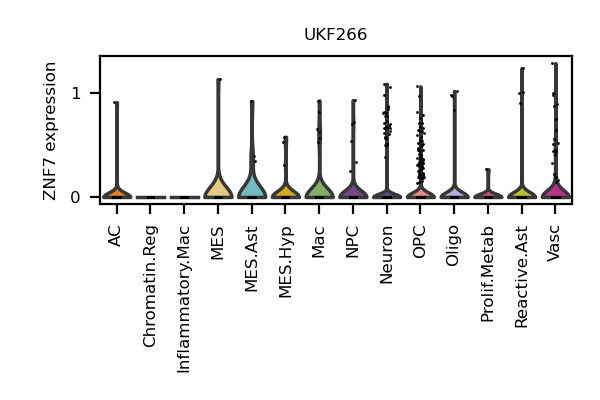 UKF266
ZNF7 expression
1
0
AC
Chromatin.Reg
Inflammatory.Mac
MES
MES.Ast
MES.Hyp
Mac
NPC
Neuron
OPC
Oligo
Prolif.Metab
Reactive.Ast
Vasc